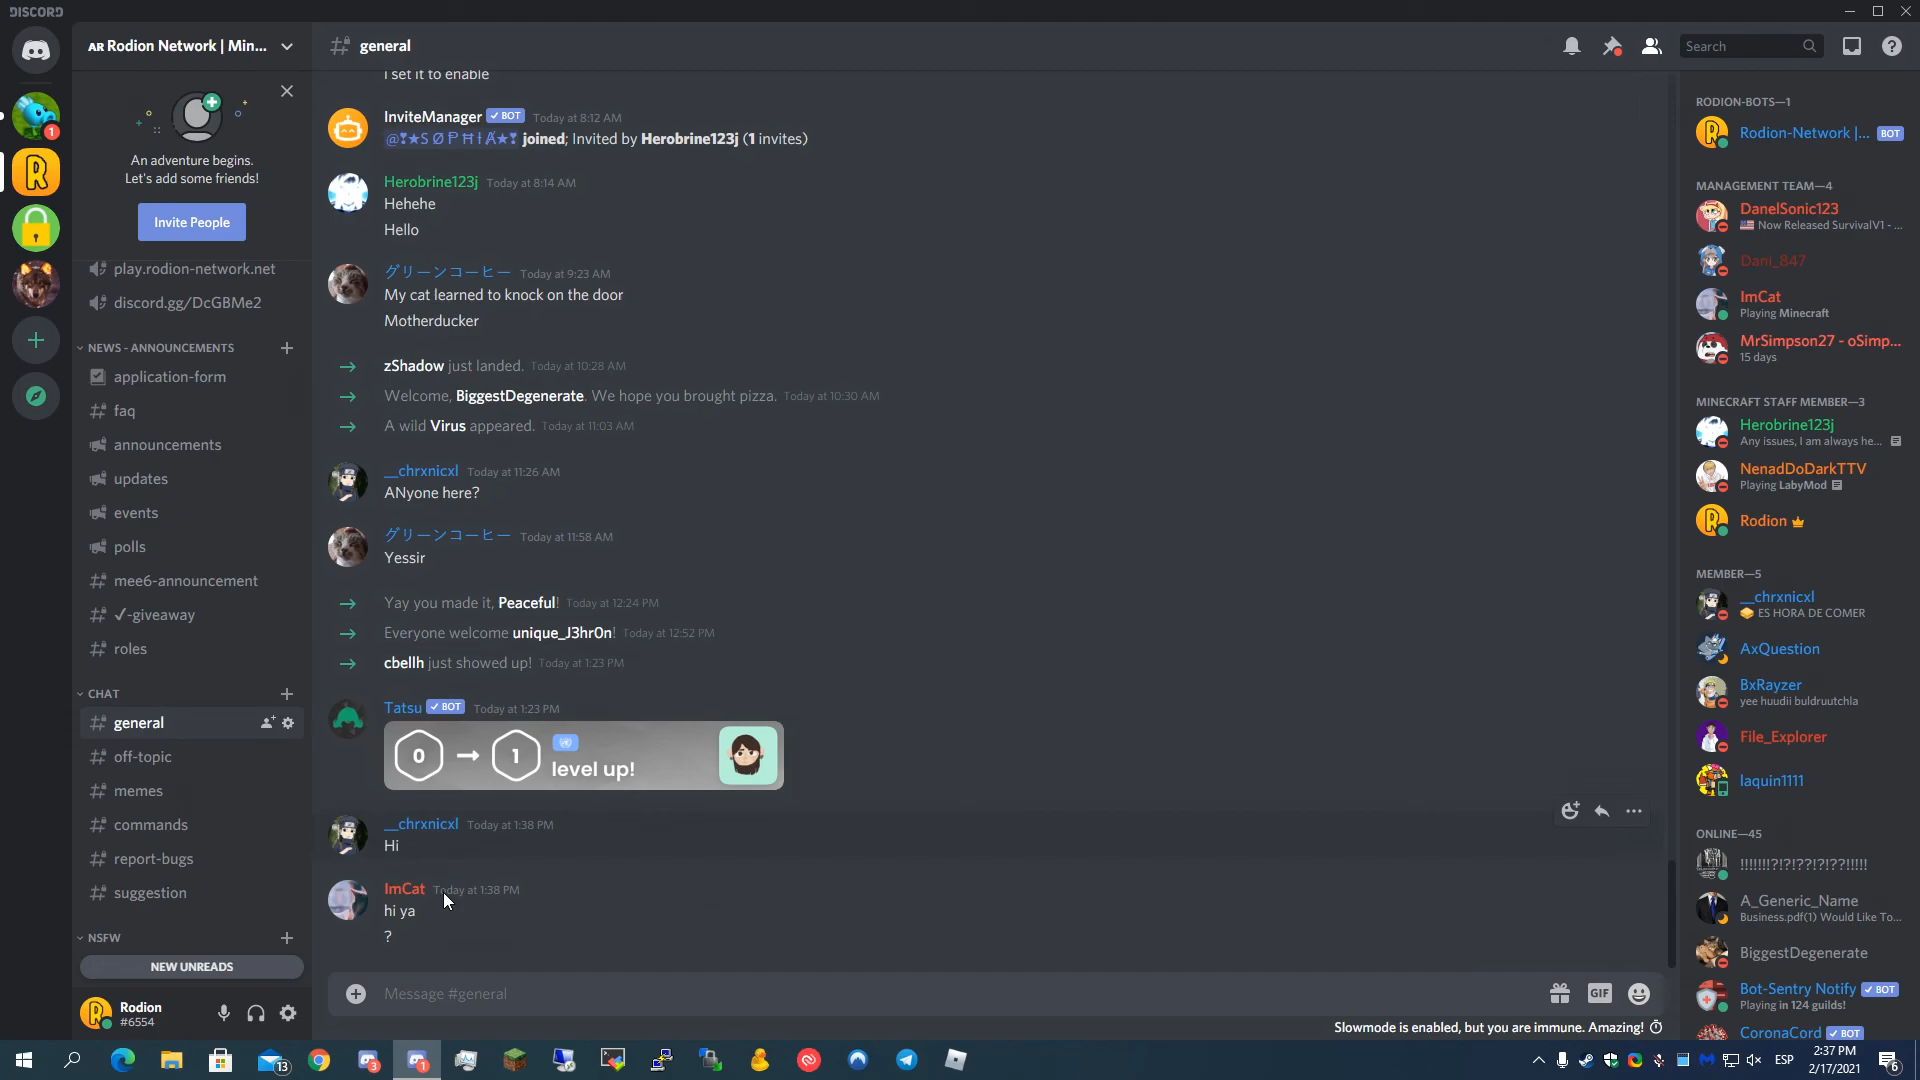 DISCORD
AR Rodion Network | Min...
An adventure begins.
Let's add some friends!
Invite People
play.rodion-network.net
discord.gg/DcGBMe2
NEWS - ANNOUNCEMENTS
application-form
faq
announcements
updates
events
polls
mee6-announcement
✓-giveaway
roles
CHAT
general
off-topic
memes
commands
report-bugs
suggestion
NSFW
NEW UNREADS
Rodion
#6554
general
Search
i set it to enable
InviteManager ✓ BOT Today at 8:12 AM
joined; Invited by Herobrine123j (1 invites)
Herobrine123j Today at 8:14 AM
Hehehe
Hello
グリーンコーヒー Today at 9:23 AM
My cat learned to knock on the door
Motherducker
zShadow just landed. Today at 10:28 AM
Welcome, BiggestDegenerate. We hope you brought pizza. Today at 10:30 AM
A wild Virus appeared. Today at 11:03 AM
__chrxnicxl Today at 11:26 AM
ANyone here?
グリーンコーヒー Today at 11:58 AM
Yessir
Yay you made it, Peaceful! Today at 12:24 PM
Everyone welcome unique_J3hr0n! Today at 12:52 PM
cbellh just showed up! Today at 1:23 PM
Tatsu ✓ BOT Today at 1:23 PM
0 → 1 level up!
__chrxnicxl Today at 1:38 PM
Hi
ImCat Today at 1:38 PM
hi ya
?
Message #general
GIF
Slowmode is enabled, but you are immune. Amazing!
RODION-BOTS—1
Rodion-Network |... BOT
MANAGEMENT TEAM—4
DanelSonic123
Now Released SurvivalV1 - ...
Dani_847
ImCat
Playing Minecraft
MrSimpson27 - oSimp...
15 days
MINECRAFT STAFF MEMBER—3
Herobrine123j
Any issues, I am always he...
NenadDoDarkTTV
Playing LabyMod
Rodion
MEMBER—5
__chrxnicxl
ES HORA DE COMER
AxQuestion
BxRayzer
yee huudii buldruutchla
File_Explorer
laquin1111
ONLINE—45
!!!!!!!?!?!??!?!??!!!!!
A_Generic_Name
Business.pdf(1) Would Like To...
BiggestDegenerate
Bot-Sentry Notify ✓ BOT
Playing in 124 guilds!
CoronaCord ✓ BOT
1
13
3
1
ESP
2:37 PM
2/17/2021
6